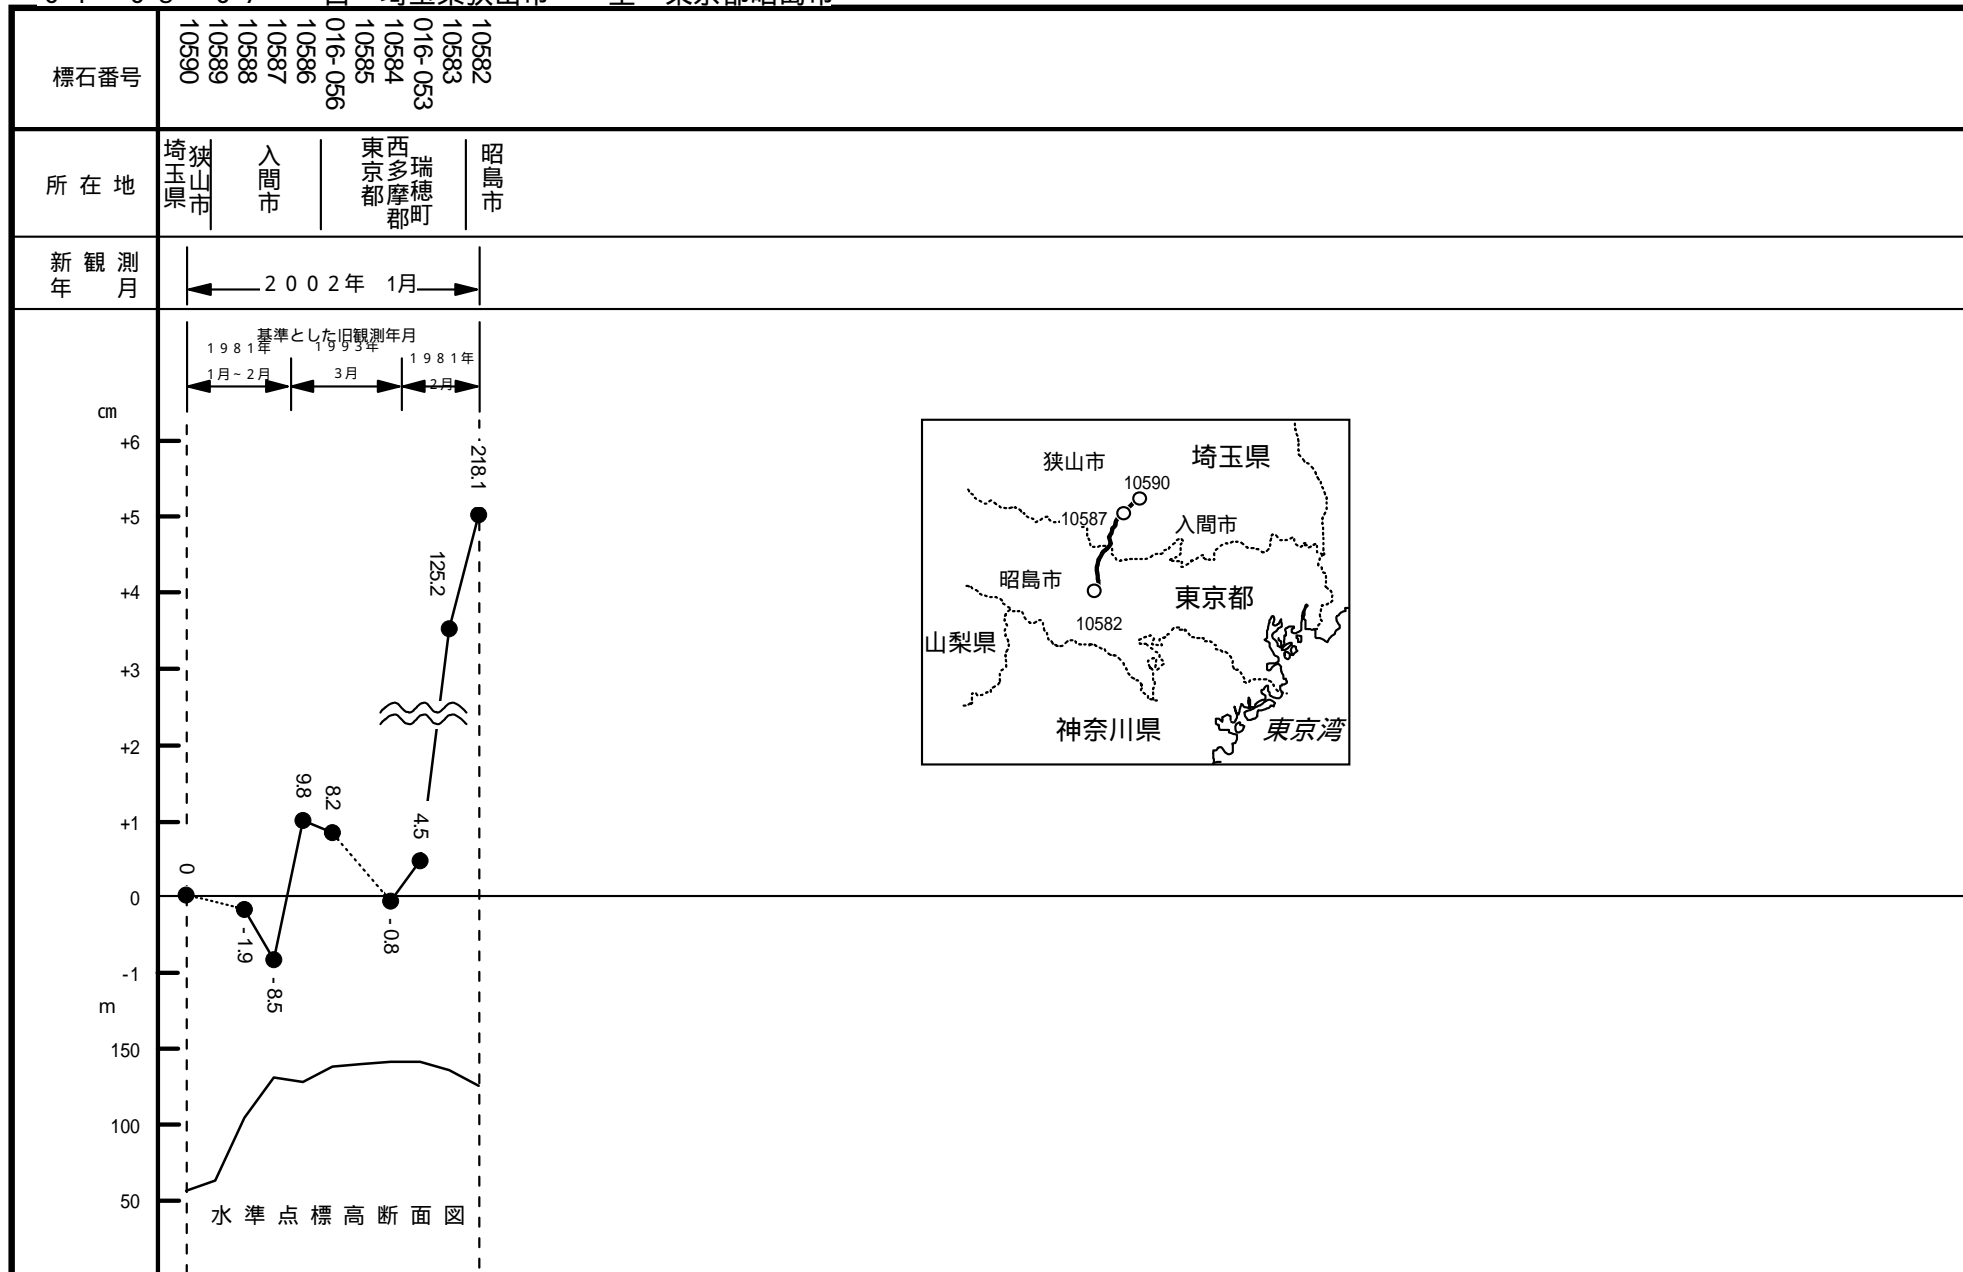 標石番号
10590
10589
10588
10587
10586
016-056
10585
10584
016-053
10583
10582
所在地
埼玉県
狭山市
入間市
東京都
西多摩郡
瑞穂町
昭島市
新観測
年 月
2002年 1月
基準とした旧観測年月
1981年
1月~2月
1993年
3月
1981年
2月
cm
+6
+5
+4
+3
+2
+1
0
-1
m
150
100
50
0
-1.9
-8.5
9.8
8.2
-0.8
4.5
125.2
218.1
水準点標高断面図
狭山市
埼玉県
10590
10587
入間市
昭島市
東京都
10582
山梨県
神奈川県
東京湾